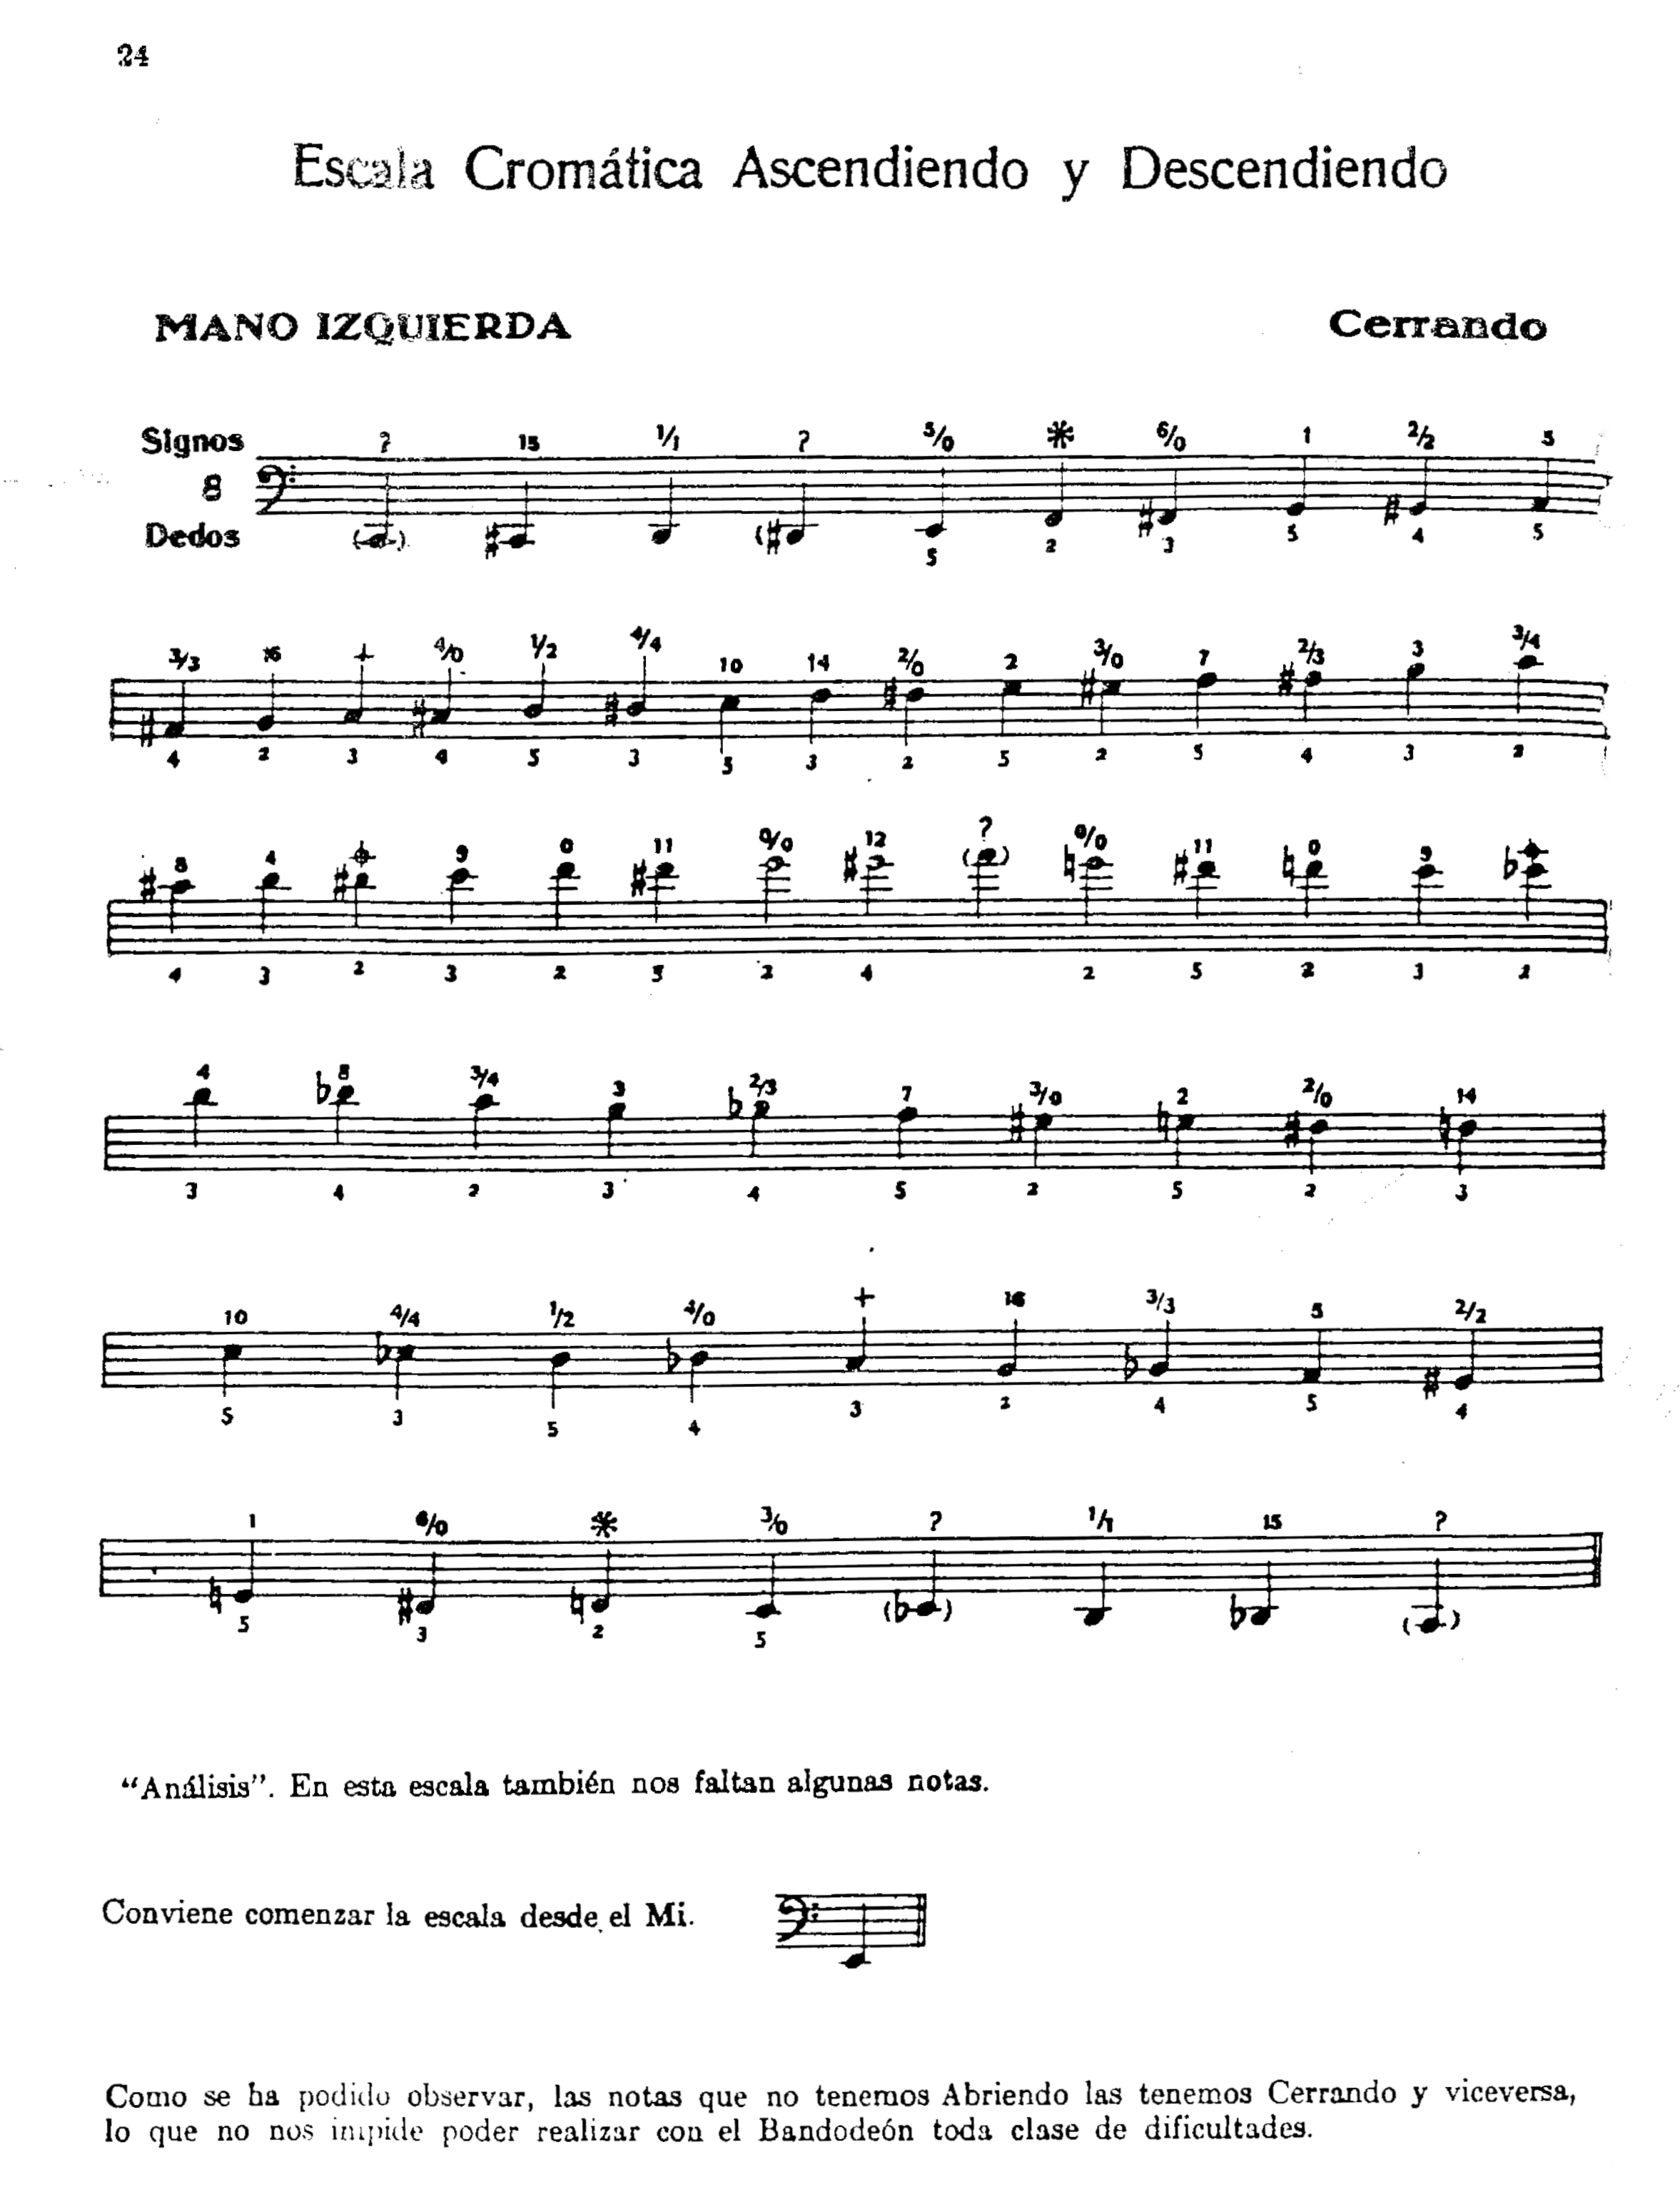 24
Escala Cromática Ascendiendo y Descendiendo
MANO IZQUIERDA Cerrando
Signos ? 15 1/1 ? 5/0 * 6/0 1 2/2 5
8
Dedos 5 2 3 5 4 5
3/3 16 + 4/0 1/2 4/4 10 14 2/0 2 3/0 7 2/3 3 3/4
4 2 3 4 5 3 5 3 2 5 2 5 4 3 2
8 4 9 0 11 0/0 12 ? 0/0 11 0 9
4 3 2 3 2 5 2 4 2 5 2 3 2
4 8 3/4 3 2/3 7 3/0 2 2/0 14
3 4 2 3 4 5 2 5 2 3
10 4/4 1/2 4/0 + 16 3/3 5 2/2
5 3 5 4 3 2 4 5 4
1 6/0 * 3/0 ? 1/1 15 ?
5 3 2 5
“Análisis”. En esta escala también nos faltan algunas notas.
Conviene comenzar la escala desde el Mi.
Como se ha podido observar, las notas que no tenemos Abriendo las tenemos Cerrando y viceversa,
lo que no nos impide poder realizar con el Bandodeón toda clase de dificultades.